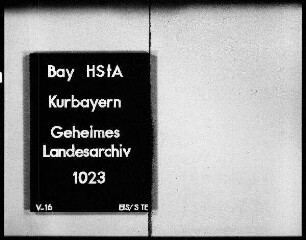 Bay HStA
Kurbayern
Geheimes
Landesarchiv
1023
V-16